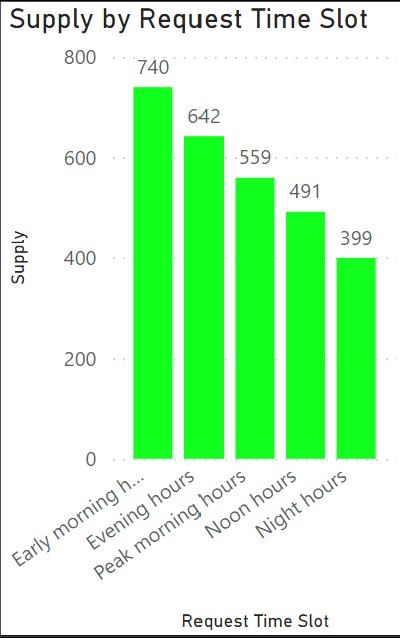 Supply by Request Time Slot
800
740
642
600
559
491
400
399
200
0
Supply
Early morning h...
Evening hours
Peak morning hours
Noon hours
Night hours
Request Time Slot